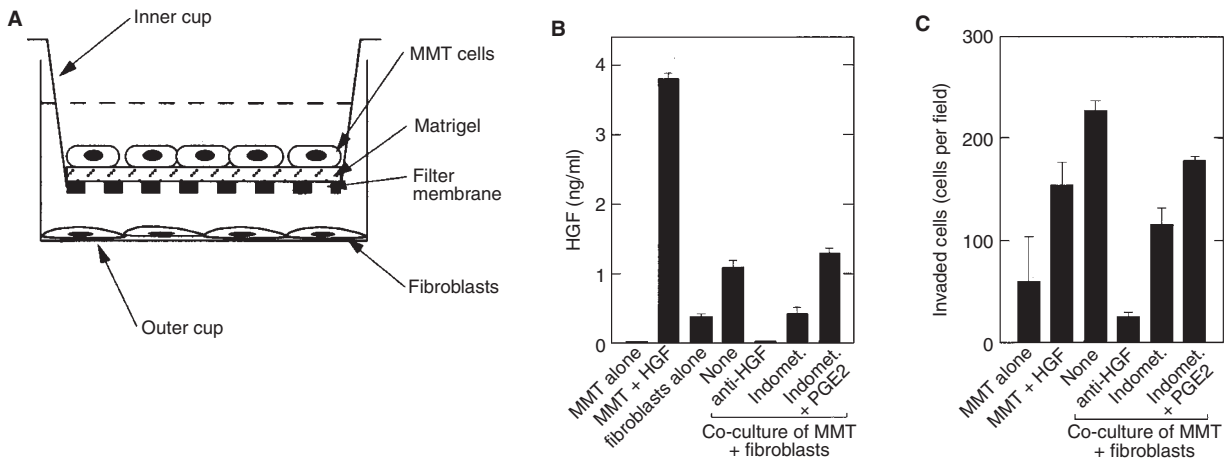 A
Inner cup
MMT cells
Matrigel
Filter
membrane
Fibroblasts
Outer cup
B
HGF (ng/ml)
4
3
2
1
0
MMT alone
MMT + HGF
fibroblasts alone
None
anti-HGF
Indomet.
Indomet.
+ PGE2
Co-culture of MMT
+ fibroblasts
C
Invaded cells (cells per field)
300
200
100
0
MMT alone
MMT + HGF
None
anti-HGF
Indomet.
Indomet.
+ PGE2
Co-culture of MMT
+ fibroblasts